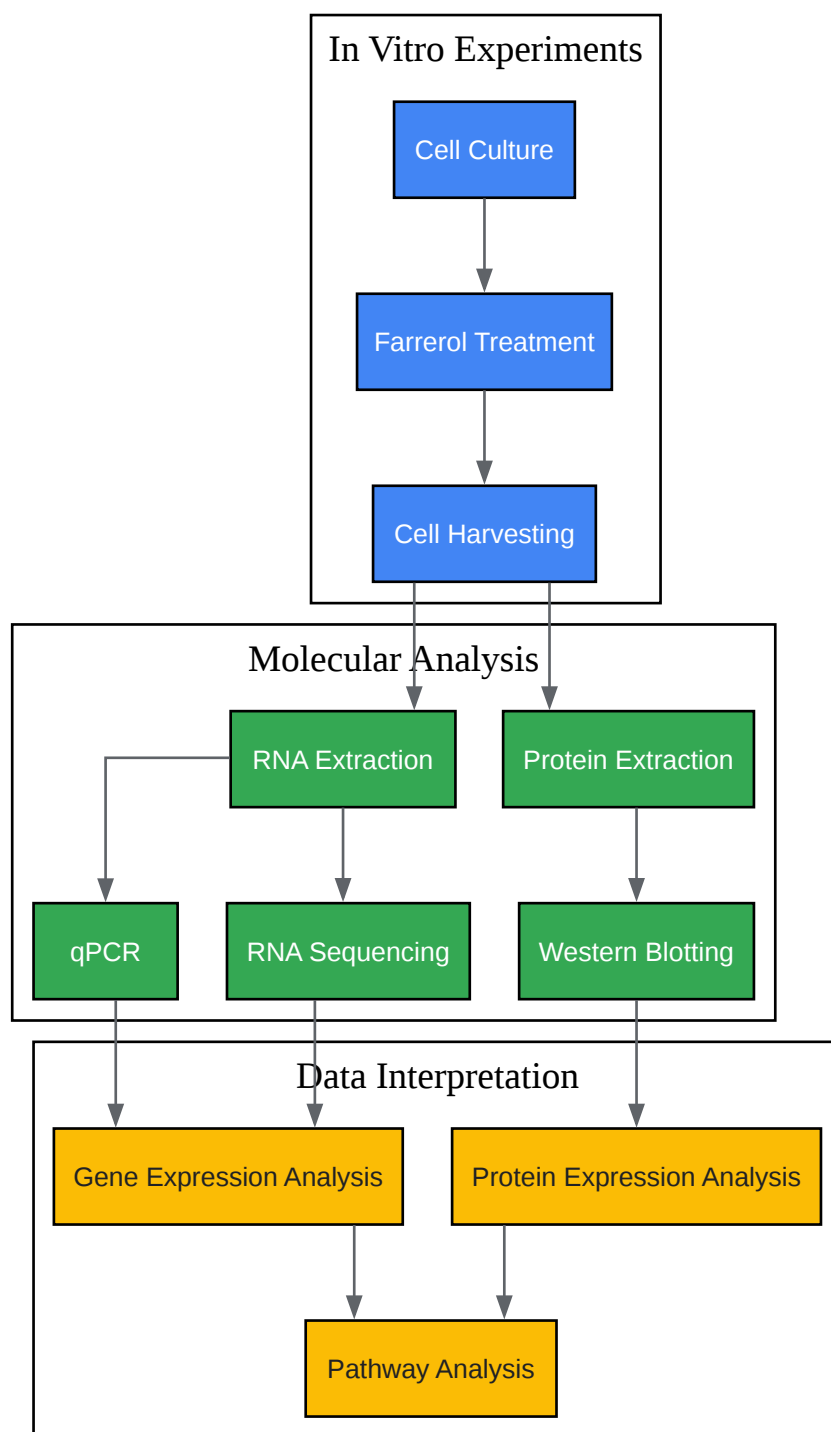 In Vitro Experiments
Cell Culture
Farrerol Treatment
Cell Harvesting
Molecular Analysis
RNA Extraction
Protein Extraction
qPCR
RNA Sequencing
Western Blotting
Data Interpretation
Gene Expression Analysis
Protein Expression Analysis
Pathway Analysis